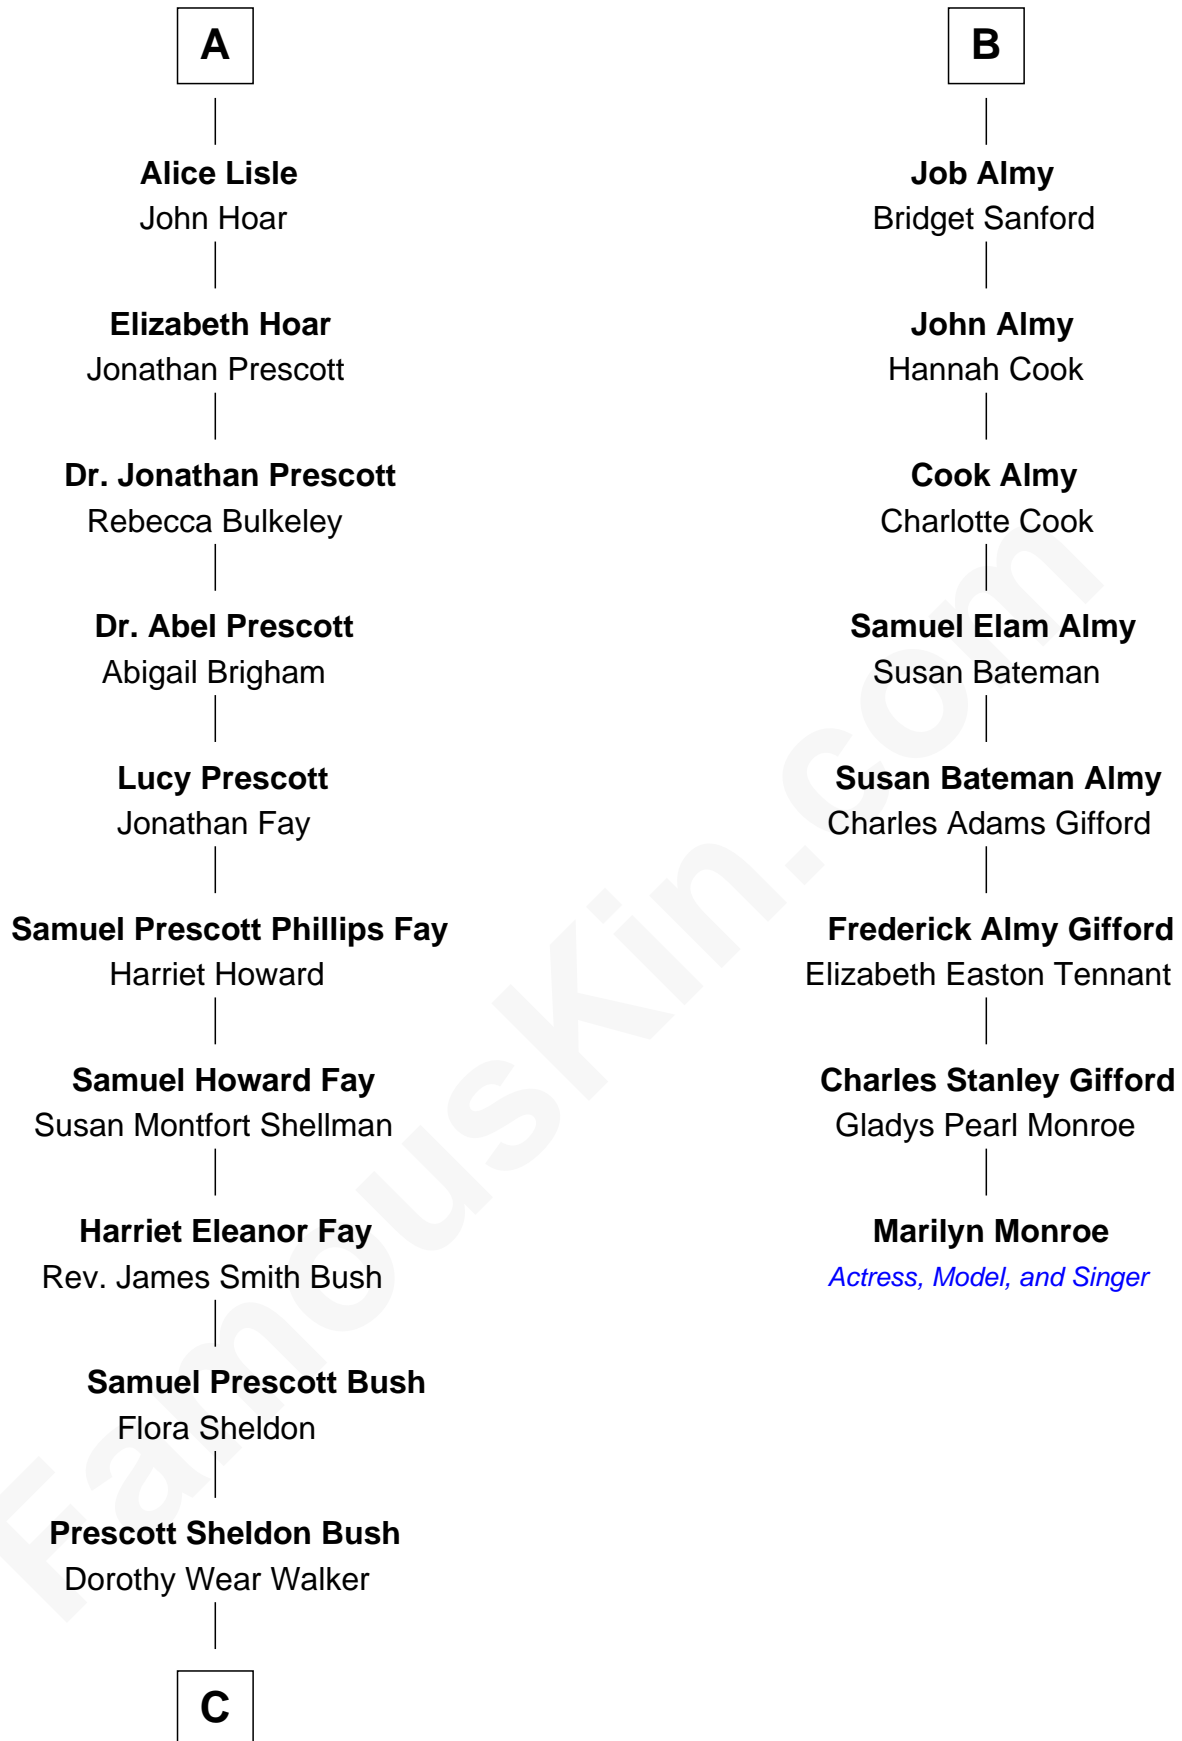 A
Alice Lisle
John Hoar
Elizabeth Hoar
Jonathan Prescott
Dr. Jonathan Prescott
Rebecca Bulkeley
Dr. Abel Prescott
Abigail Brigham
Lucy Prescott
Jonathan Fay
Samuel Prescott Phillips Fay
Harriet Howard
Samuel Howard Fay
Susan Montfort Shellman
Harriet Eleanor Fay
Rev. James Smith Bush
Samuel Prescott Bush
Flora Sheldon
Prescott Sheldon Bush
Dorothy Wear Walker
C
B
Job Almy
Bridget Sanford
John Almy
Hannah Cook
Cook Almy
Charlotte Cook
Samuel Elam Almy
Susan Bateman
Susan Bateman Almy
Charles Adams Gifford
Frederick Almy Gifford
Elizabeth Easton Tennant
Charles Stanley Gifford
Gladys Pearl Monroe
Marilyn Monroe
Actress, Model, and Singer
FamousKin.com